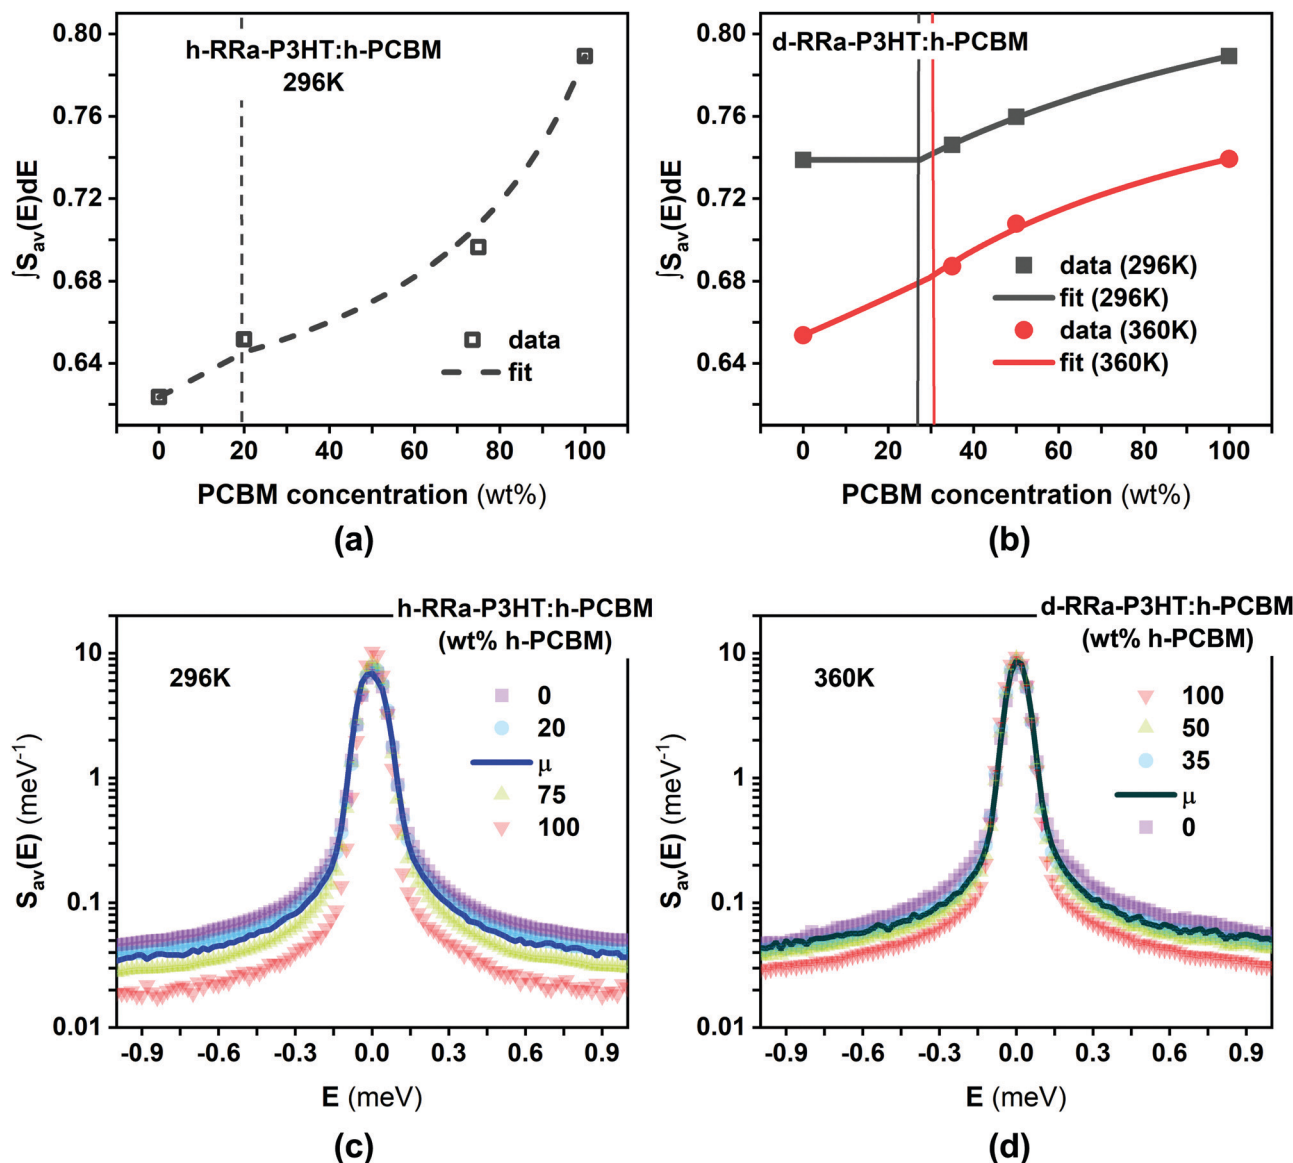 h-RRa-P3HT:h-PCBM
296K
∫Sav(E)dE
0.80
0.76
0.72
0.68
0.64
data
fit
0 20 40 60 80 100
PCBM concentration (wt%)
(a)
d-RRa-P3HT:h-PCBM
∫Sav(E)dE
0.80
0.76
0.72
0.68
0.64
data (296K)
fit (296K)
data (360K)
fit (360K)
0 20 40 60 80 100
PCBM concentration (wt%)
(b)
h-RRa-P3HT:h-PCBM
(wt% h-PCBM)
296K
0
20
μ
75
100
Sav(E) (meV⁻¹)
10
1
0.1
0.01
-0.9 -0.6 -0.3 0.0 0.3 0.6 0.9
E (meV)
(c)
d-RRa-P3HT:h-PCBM
(wt% h-PCBM)
360K
100
50
35
μ
0
Sav(E) (meV⁻¹)
10
1
0.1
0.01
-0.9 -0.6 -0.3 0.0 0.3 0.6 0.9
E (meV)
(d)